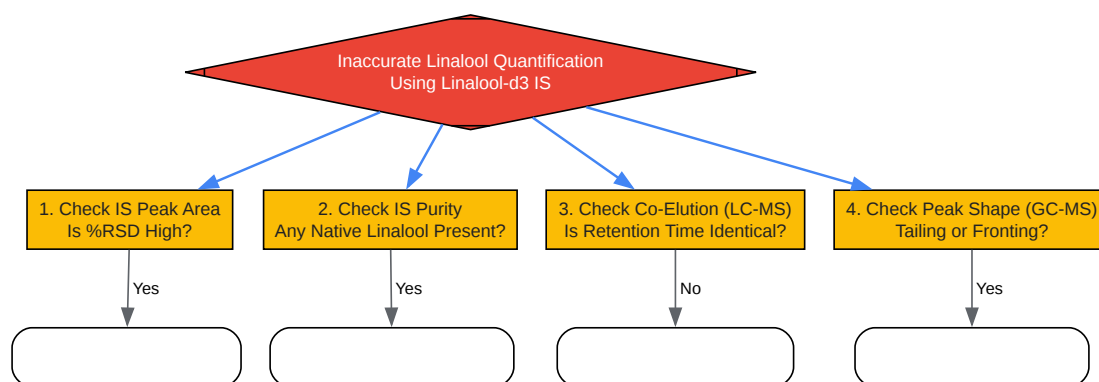 Inaccurate Linalool Quantification
Using Linalool-d3 IS
1. Check IS Peak Area
Is %RSD High?
2. Check IS Purity
Any Native Linalool Present?
3. Check Co-Elution (LC-MS)
Is Retention Time Identical?
4. Check Peak Shape (GC-MS)
Tailing or Fronting?
Yes
Yes
No
Yes